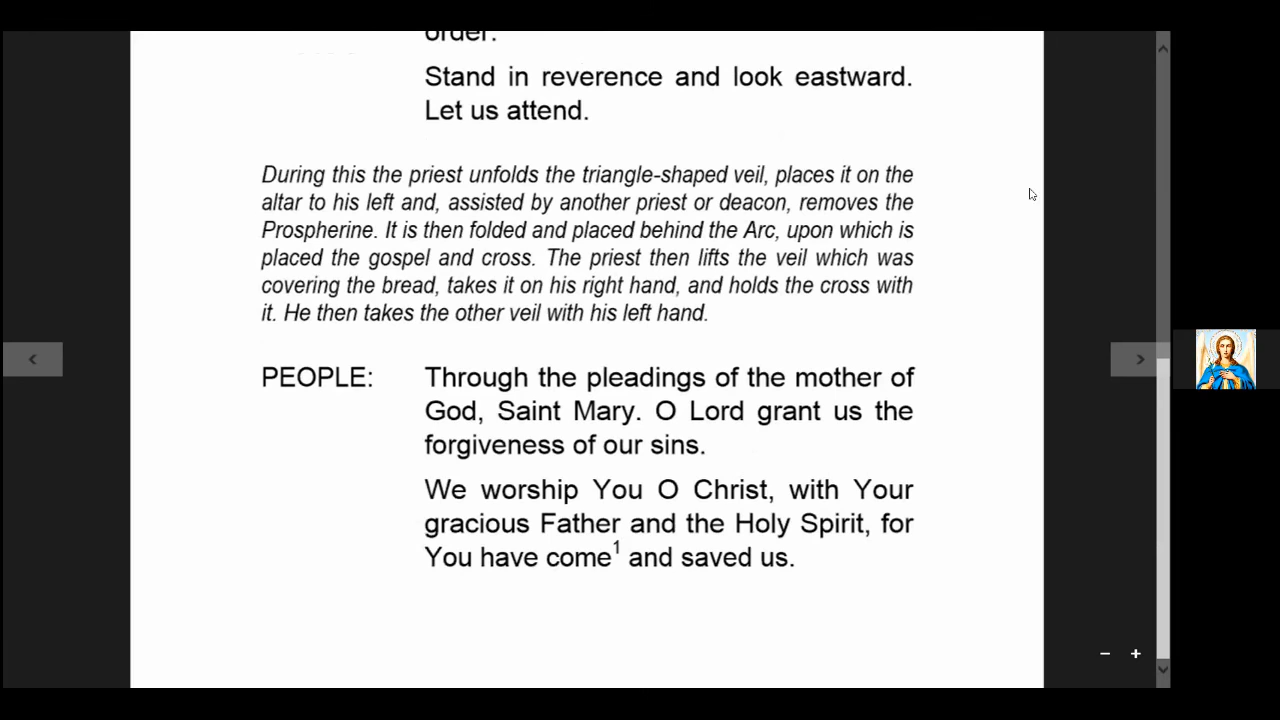 order.
Stand in reverence and look eastward.
Let us attend.
During this the priest unfolds the triangle-shaped veil, places it on the
altar to his left and, assisted by another priest or deacon, removes the
Prospherine. It is then folded and placed behind the Arc, upon which is
placed the gospel and cross. The priest then lifts the veil which was
covering the bread, takes it on his right hand, and holds the cross with
it. He then takes the other veil with his left hand.
PEOPLE: Through the pleadings of the mother of
God, Saint Mary. O Lord grant us the
forgiveness of our sins.
We worship You O Christ, with Your
gracious Father and the Holy Spirit, for
You have come¹ and saved us.